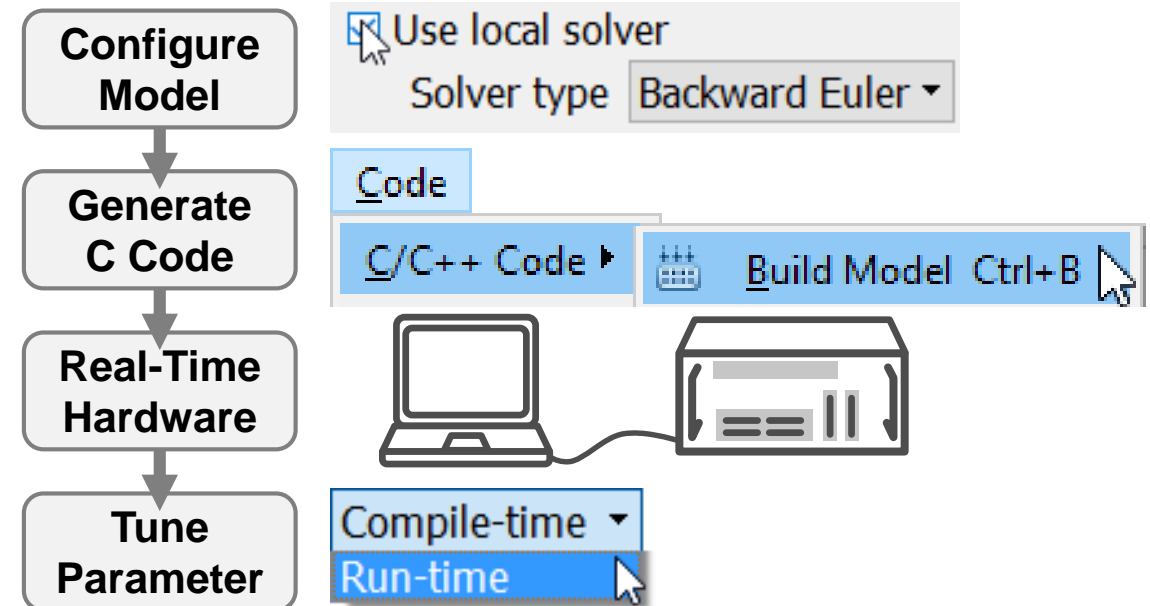 Configure
Model
Use local solver
Solver type Backward Euler
Generate
C Code
Code
C/C++ Code
Build Model Ctrl+B
Real-Time
Hardware
Tune
Parameter
Compile-time
Run-time